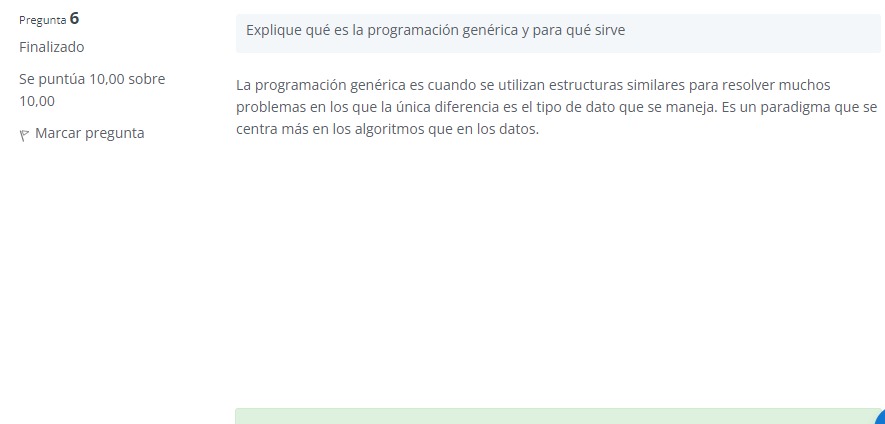 Pregunta 6
Finalizado
Se puntúa 10,00 sobre
10,00
Marcar pregunta
Explique qué es la programación genérica y para qué sirve
La programación genérica es cuando se utilizan estructuras similares para resolver muchos
problemas en los que la única diferencia es el tipo de dato que se maneja. Es un paradigma que se
centra más en los algoritmos que en los datos.